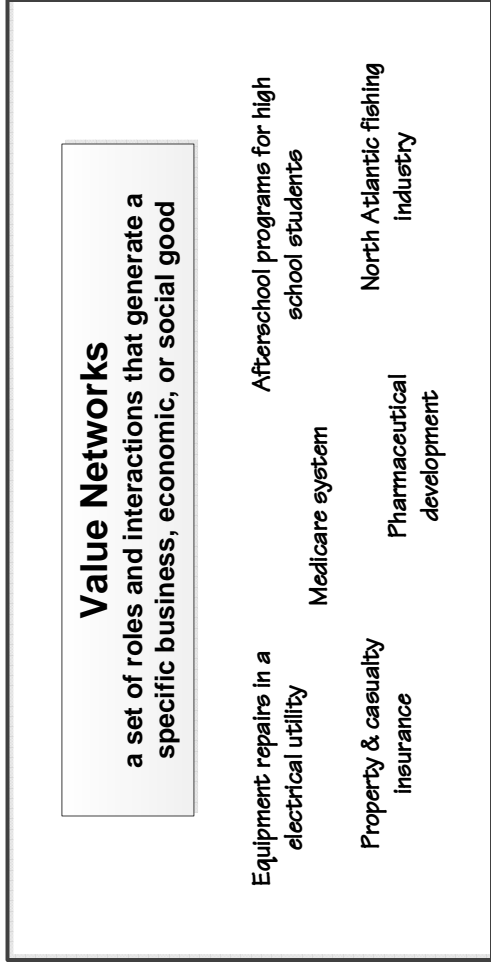 Value Networks
a set of roles and interactions that generate a
specific business, economic, or social good
Equipment repairs in a
electrical utility
Medicare system
Afterschool programs for high
school students
Property & casualty
insurance
Pharmaceutical
development
North Atlantic fishing
industry